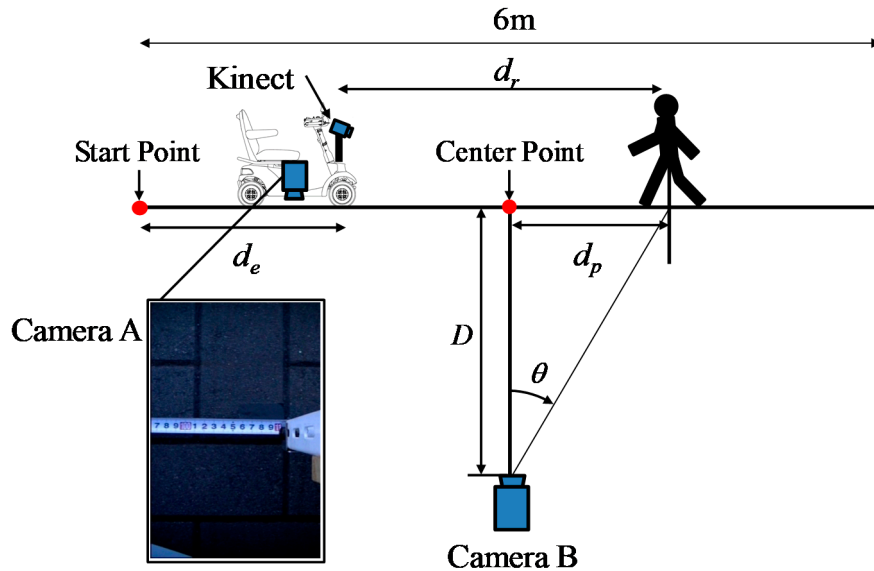 6m
d_r
Kinect
Start Point
Center Point
d_e
d_p
Camera A
D
θ
7 8 9 1 2 3 4 5 6 7 8 9
Camera B